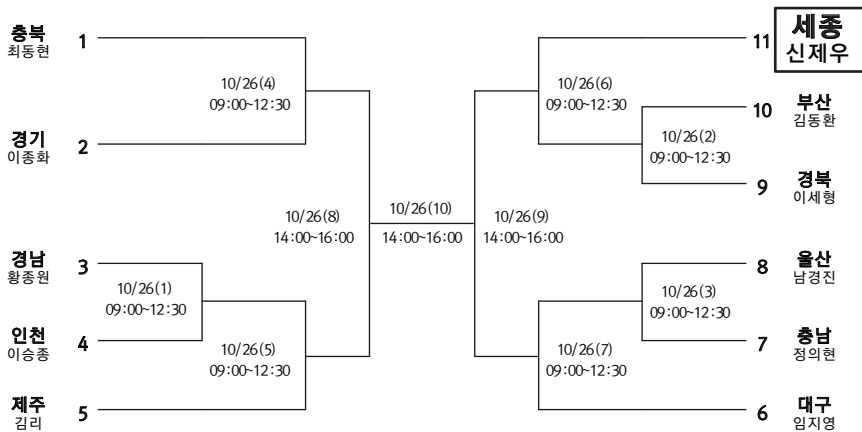 충북
최동현
1
10/26(4)
09:00~12:30
경기
이종화
2
10/26(8)
14:00~16:00
경남
황종원
3
10/26(1)
09:00~12:30
인천
이승종
4
10/26(5)
09:00~12:30
제주
김리
5
10/26(10)
14:00~16:00
11
세종
신제우
10/26(6)
09:00~12:30
10
부산
김동환
10/26(2)
09:00~12:30
9
경북
이세형
10/26(9)
14:00~16:00
8
울산
남경진
10/26(3)
09:00~12:30
7
충남
정의현
10/26(7)
09:00~12:30
6
대구
임지영